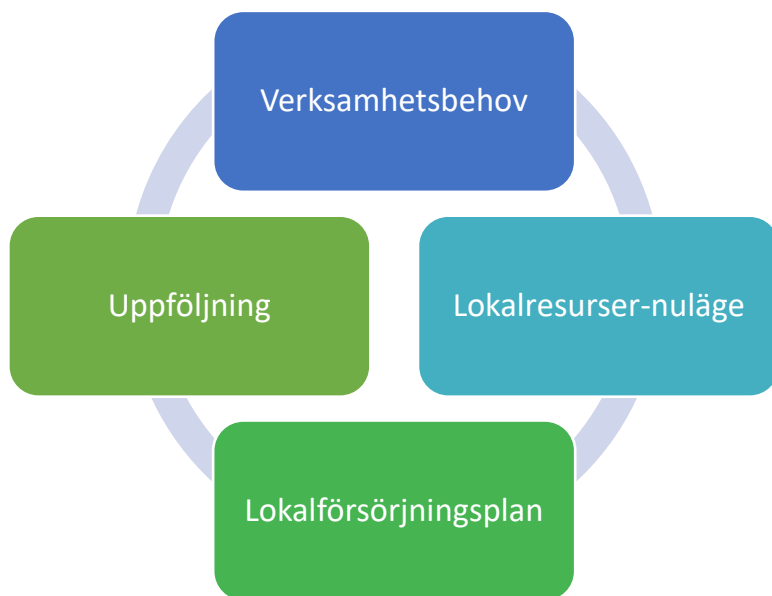 Verksamhetsbehov
Uppföljning
Lokalresurser-nuläge
Lokalförsörjningsplan